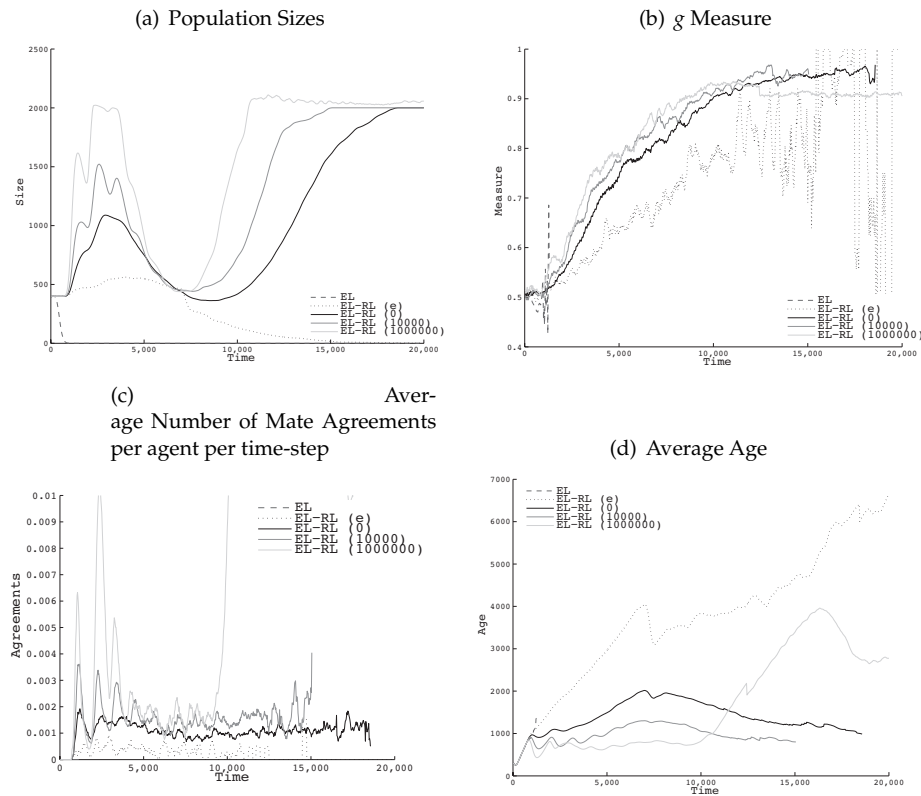 (a) Population Sizes
2500
2000
1500
1000
500
0
Size
EL
EL-RL (e)
EL-RL (0)
EL-RL (10000)
EL-RL (1000000)
0
5,000
10,000
15,000
20,000
Time
(b) g Measure
1
0.9
0.8
0.7
0.6
0.5
0.4
Measure
EL
EL-RL (e)
EL-RL (0)
EL-RL (10000)
EL-RL (1000000)
0
5,000
10,000
15,000
20,000
Time
(c) Aver-
age Number of Mate Agreements
per agent per time-step
0.01
0.009
0.008
0.007
0.006
0.005
0.004
0.003
0.002
0.001
0
Agreements
EL
EL-RL (e)
EL-RL (0)
EL-RL (10000)
EL-RL (1000000)
0
5,000
10,000
15,000
20,000
Time
(d) Average Age
7000
6000
5000
4000
3000
2000
1000
0
Age
EL
EL-RL (e)
EL-RL (0)
EL-RL (10000)
EL-RL (1000000)
0
5,000
10,000
15,000
20,000
Time